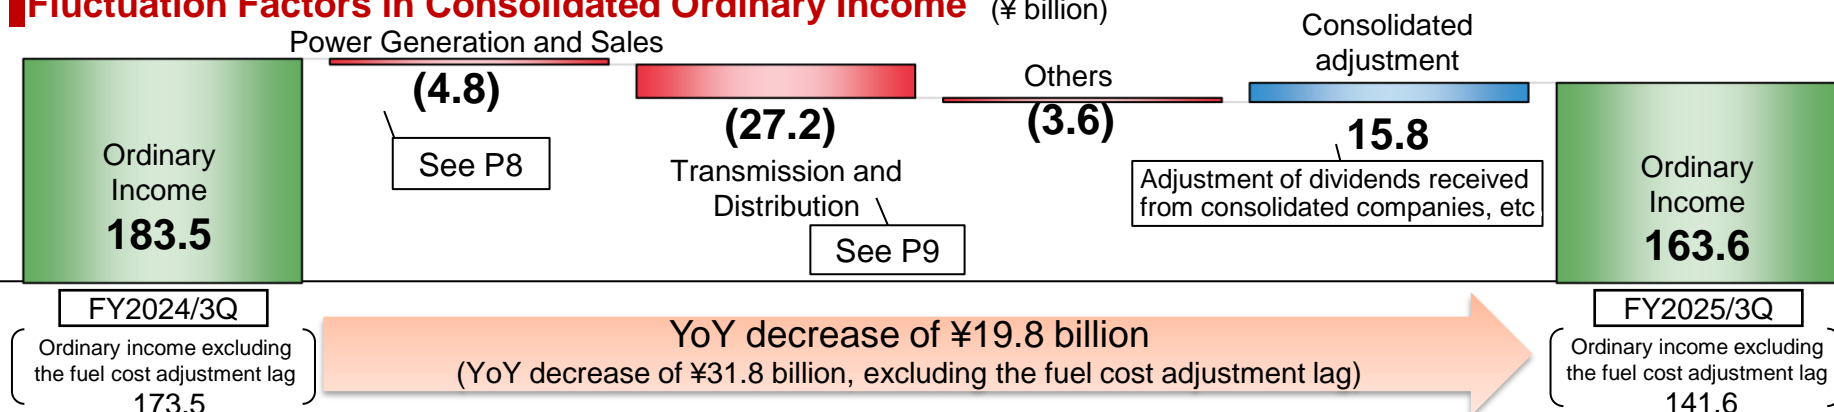 Fluctuation Factors in Consolidated Ordinary Income (¥ billion)
Power Generation and Sales
(4.8)
See P8
(27.2)
Transmission and
Distribution
See P9
Others
(3.6)
Consolidated
adjustment
15.8
Adjustment of dividends received
from consolidated companies, etc
Ordinary
Income
183.5
Ordinary
Income
163.6
FY2024/3Q
Ordinary income excluding
the fuel cost adjustment lag
173.5
YoY decrease of ¥19.8 billion
(YoY decrease of ¥31.8 billion, excluding the fuel cost adjustment lag)
FY2025/3Q
Ordinary income excluding
the fuel cost adjustment lag
141.6